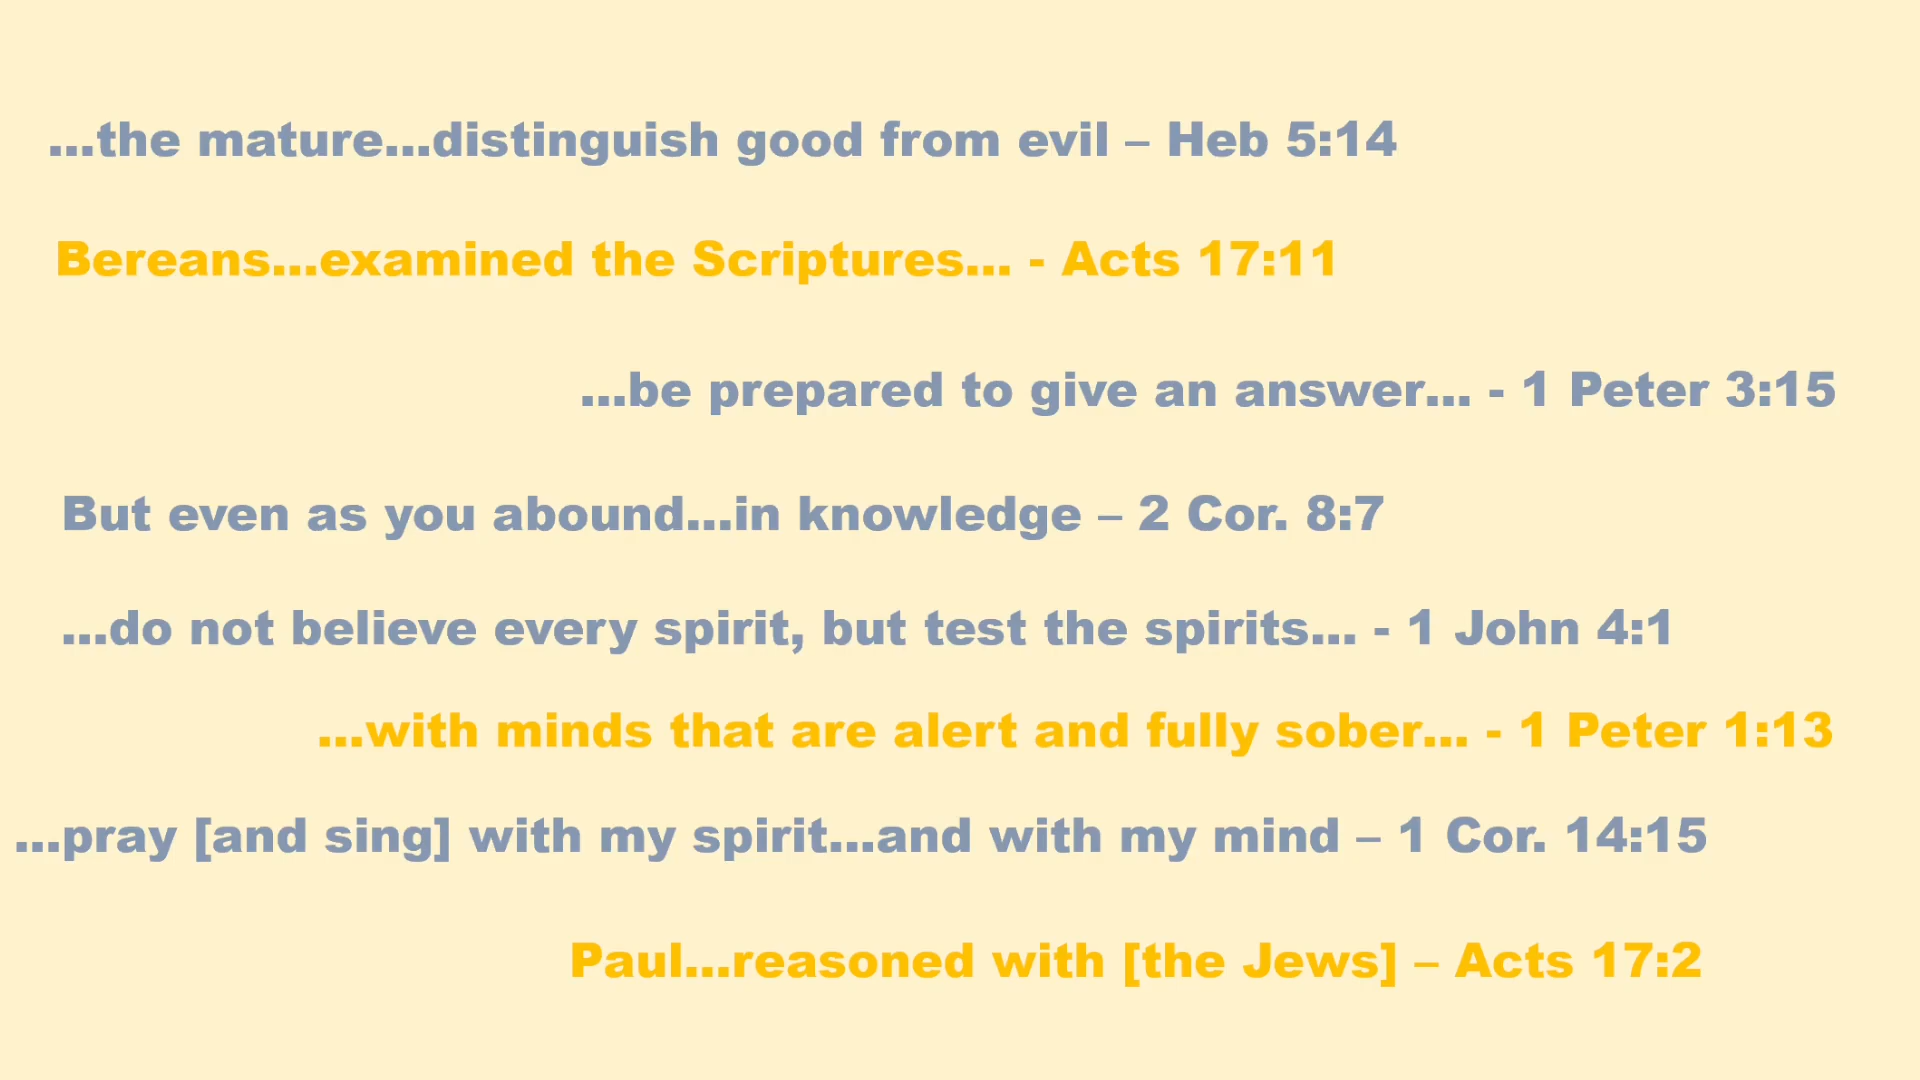 ...the mature...distinguish good from evil – Heb 5:14
Bereans...examined the Scriptures... - Acts 17:11
...be prepared to give an answer... - 1 Peter 3:15
But even as you abound...in knowledge – 2 Cor. 8:7
...do not believe every spirit, but test the spirits... - 1 John 4:1
...with minds that are alert and fully sober... - 1 Peter 1:13
...pray [and sing] with my spirit...and with my mind – 1 Cor. 14:15
Paul...reasoned with [the Jews] – Acts 17:2